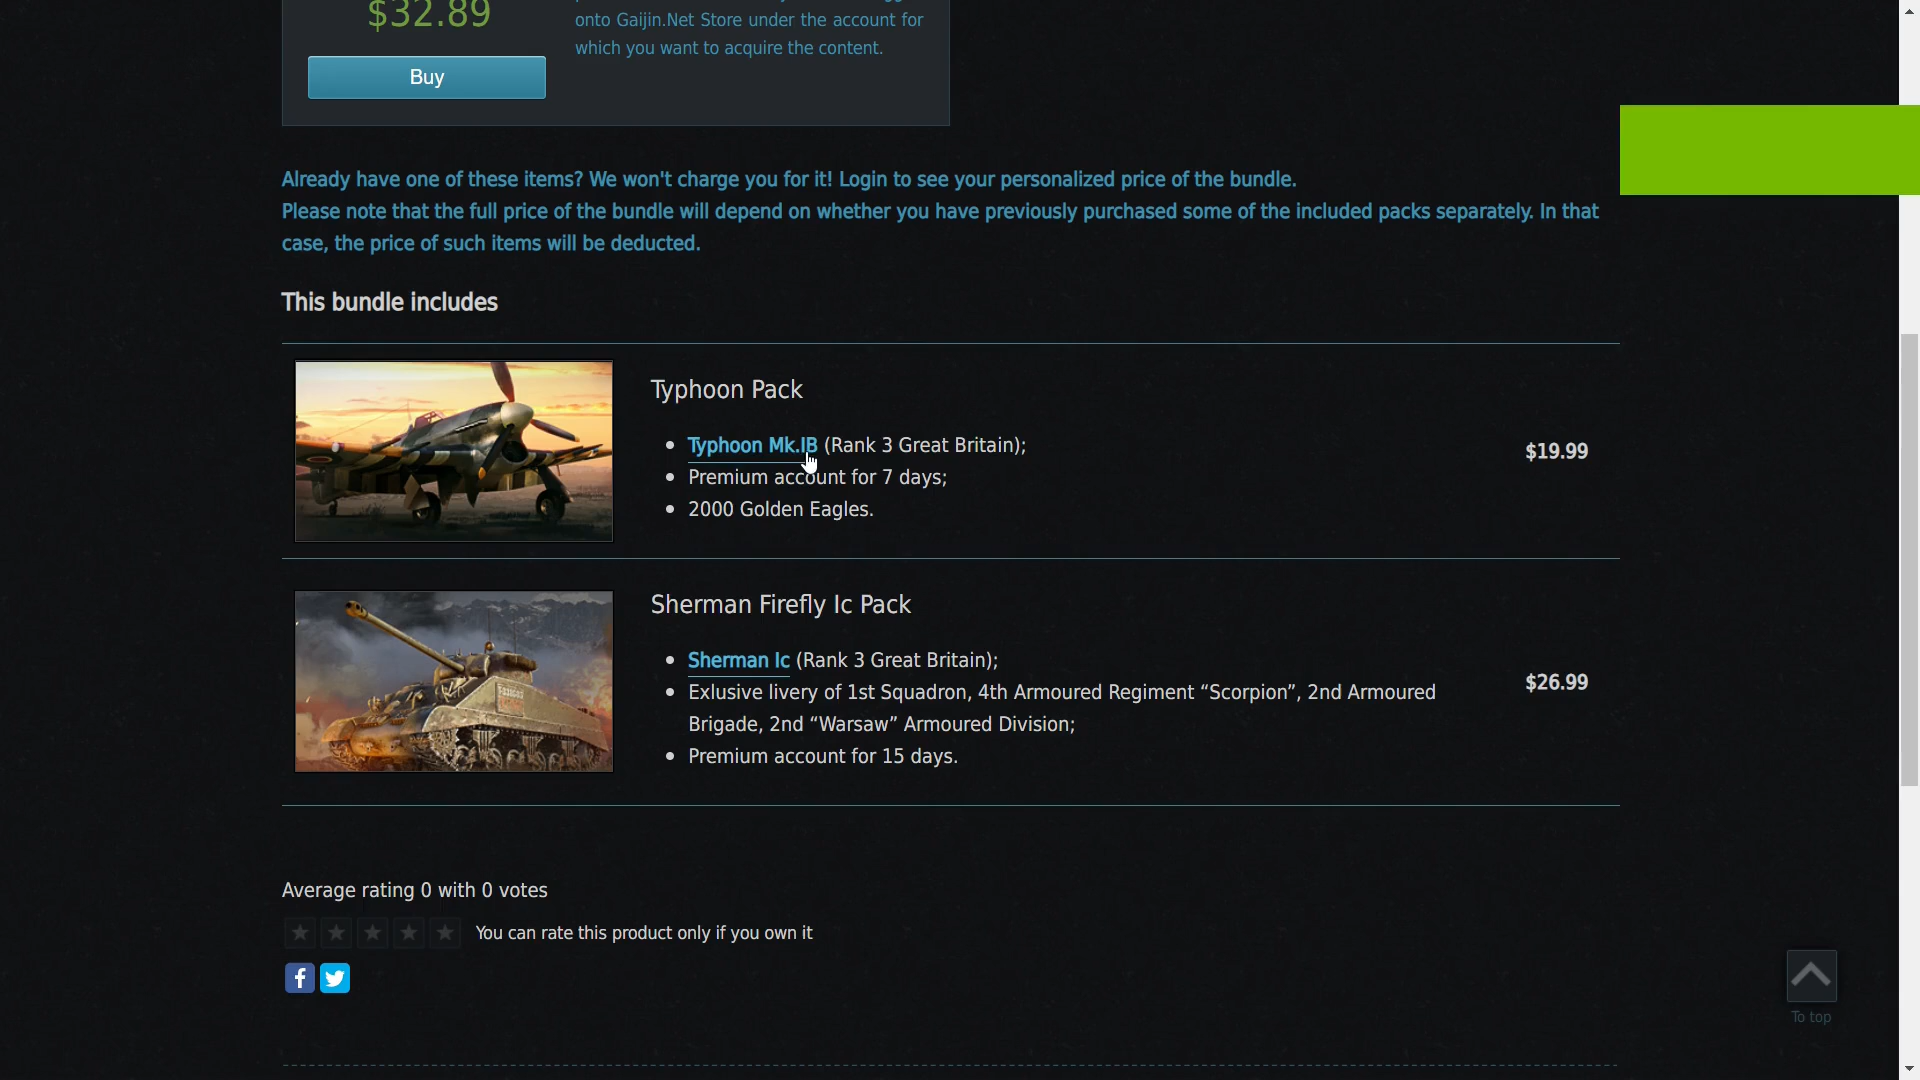 $32.89
onto Gaijin.Net Store under the account for
which you want to acquire the content.
Buy
Already have one of these items? We won't charge you for it! Login to see your personalized price of the bundle.
Please note that the full price of the bundle will depend on whether you have previously purchased some of the included packs separately. In that
case, the price of such items will be deducted.
This bundle includes
Typhoon Pack
Typhoon Mk.IB (Rank 3 Great Britain);
Premium account for 7 days;
2000 Golden Eagles.
$19.99
Sherman Firefly Ic Pack
Sherman Ic (Rank 3 Great Britain);
Exlusive livery of 1st Squadron, 4th Armoured Regiment “Scorpion”, 2nd Armoured
Brigade, 2nd “Warsaw” Armoured Division;
Premium account for 15 days.
$26.99
Average rating 0 with 0 votes
You can rate this product only if you own it
To top